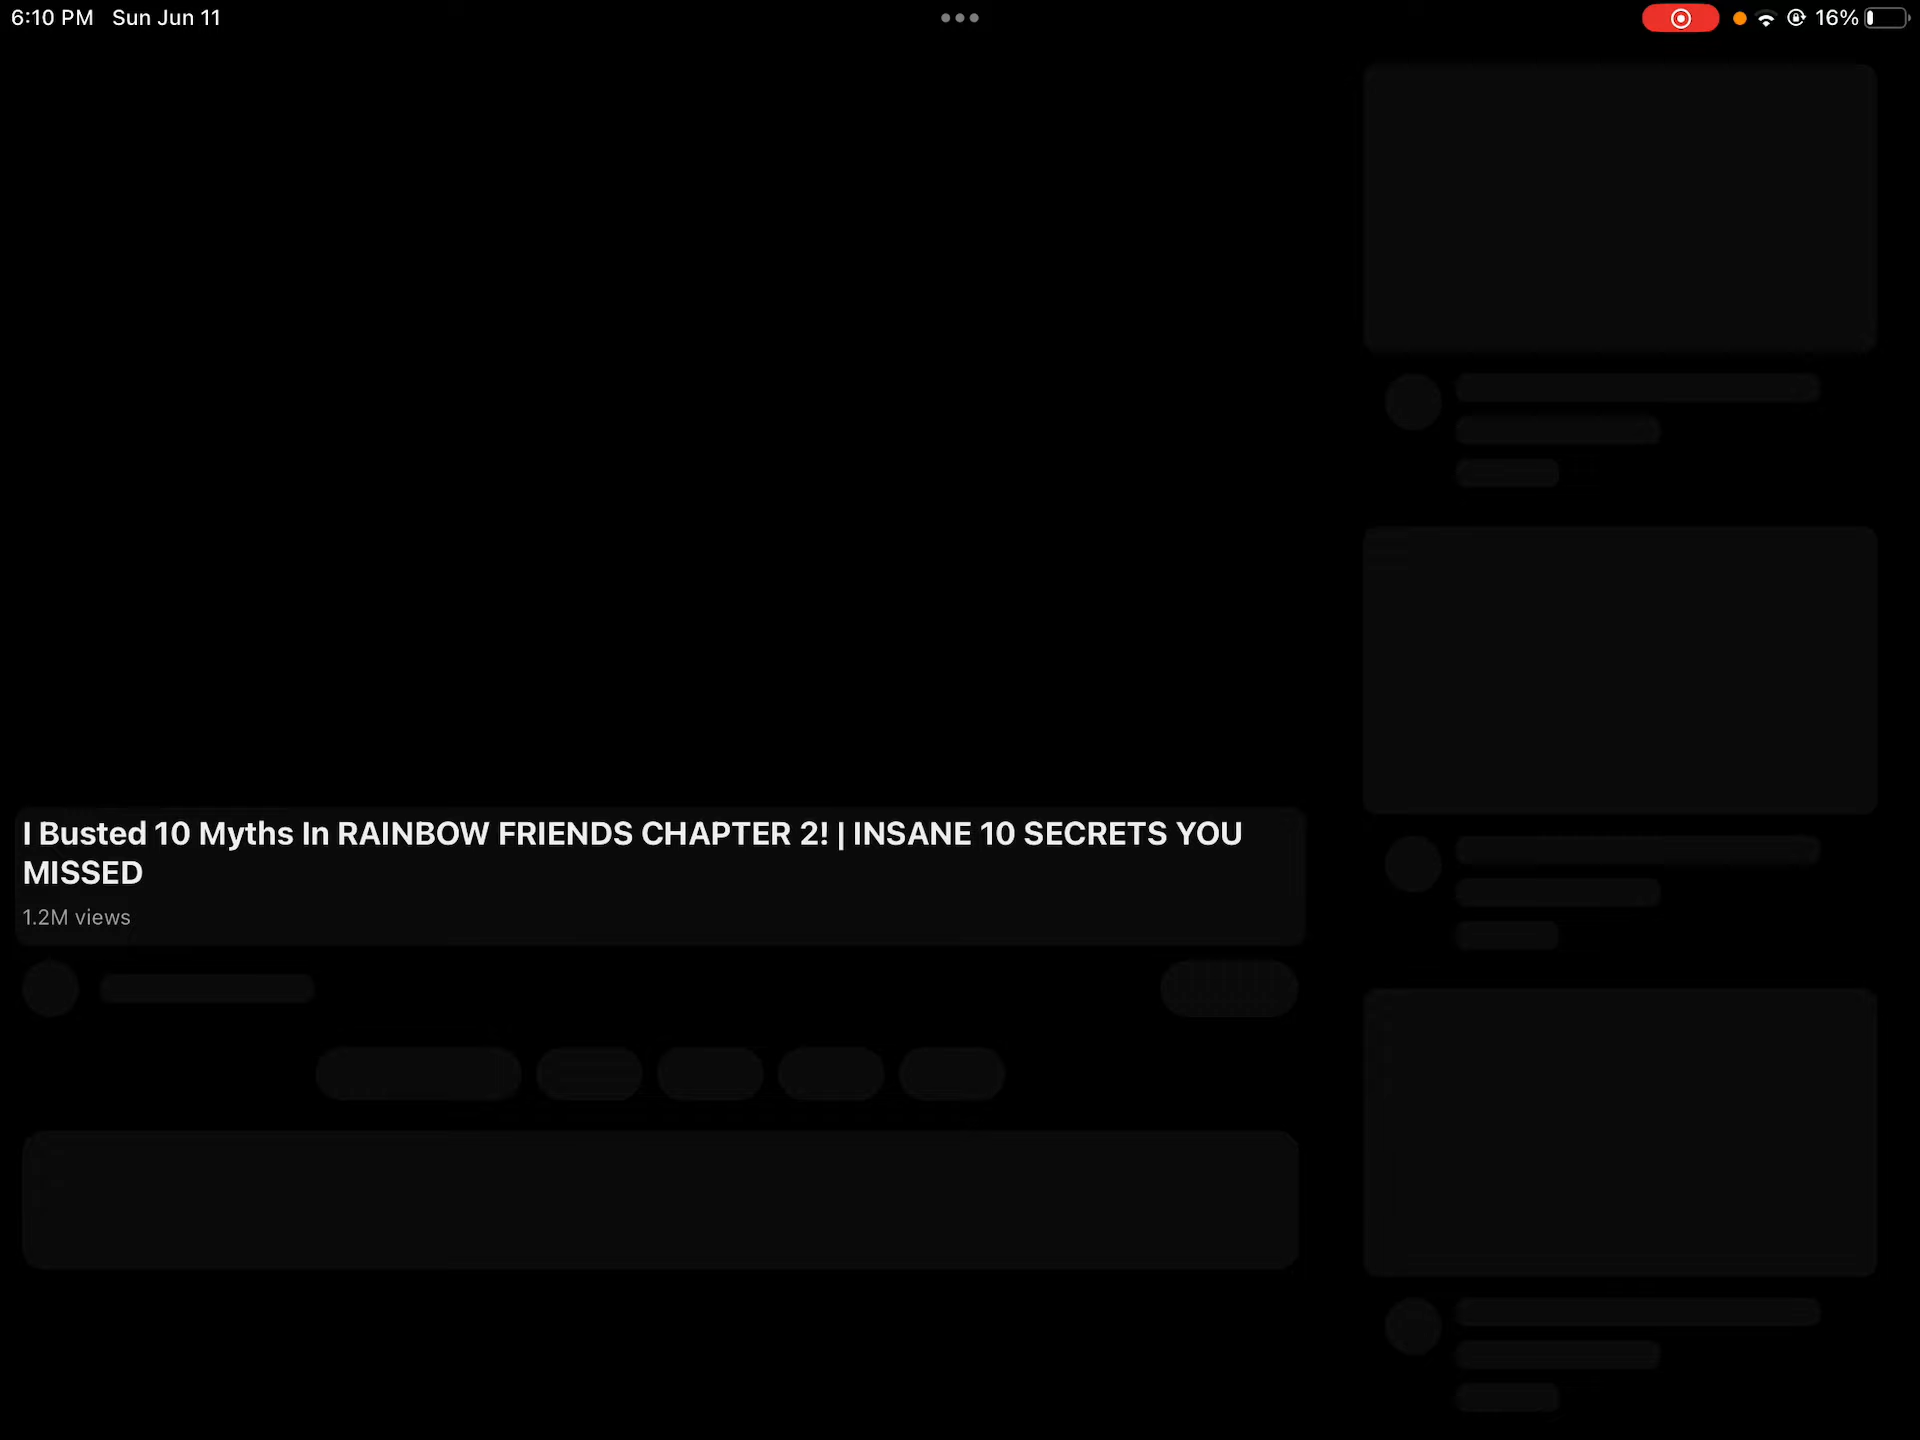 6:10 PM Sun Jun 11
16%
I Busted 10 Myths In RAINBOW FRIENDS CHAPTER 2! | INSANE 10 SECRETS YOU
MISSED
1.2M views